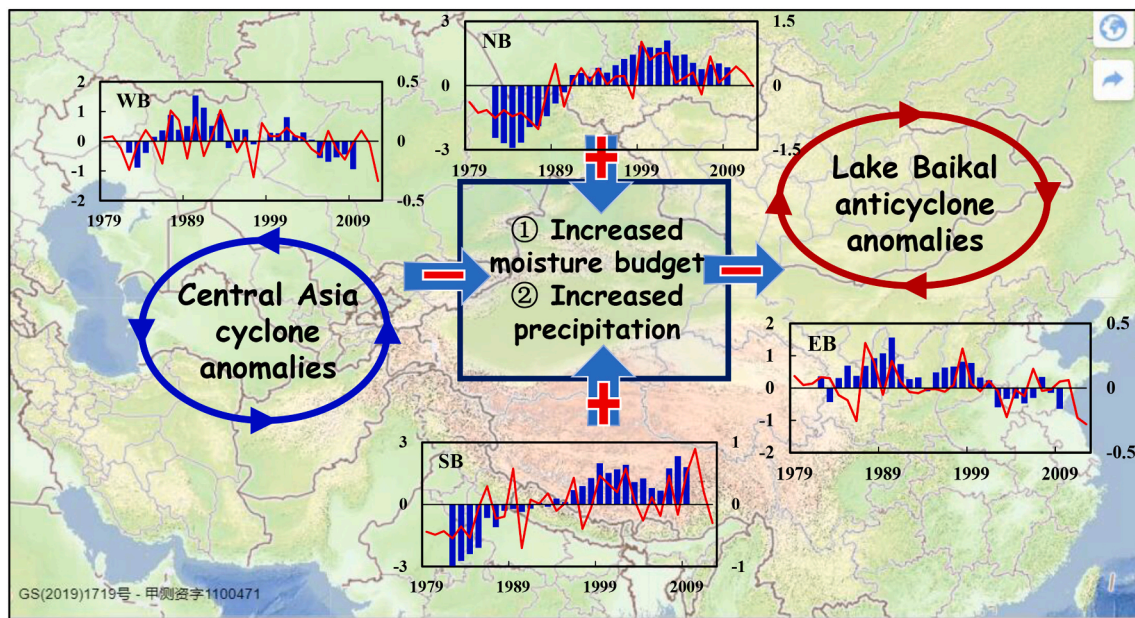 WB
2
1
0
-1
-2
0.5
0
-0.5
1979
1989
1999
2009
NB
3
0
-3
1.5
0
-1.5
1979
1989
1999
2009
① Increased
moisture budget
② Increased
precipitation
Lake Baikal
anticyclone
anomalies
Central Asia
cyclone
anomalies
EB
2
1
0
-1
-2
0.5
0
-0.5
1979
1989
1999
2009
SB
3
0
-3
1
0
-1
1979
1989
1999
2009
GS(2019)1719号 - 甲测资字1100471